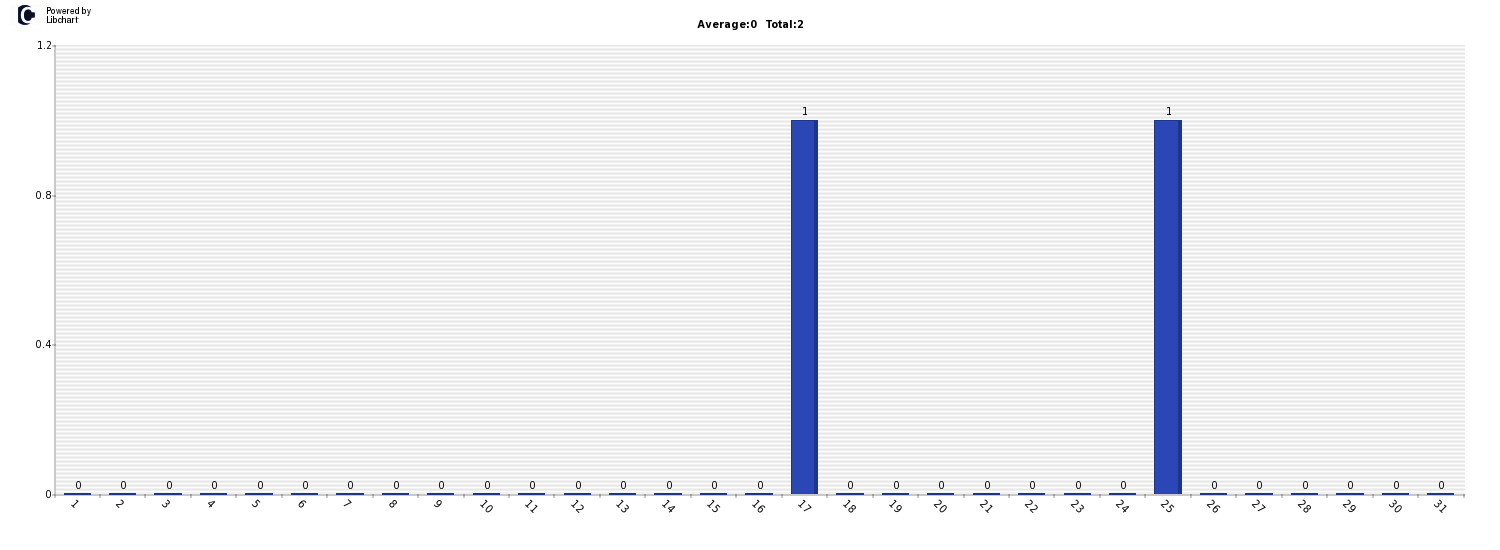 Powered by
Libchart
Average:0 Total:2
1.2
0.8
0.4
0
0 0 0 0 0 0 0 0 0 0 0 0 0 0 0 0 1 0 0 0 0 0 0 0 1 0 0 0 0 0 0
1 2 3 4 5 6 7 8 9 10 11 12 13 14 15 16 17 18 19 20 21 22 23 24 25 26 27 28 29 30 31